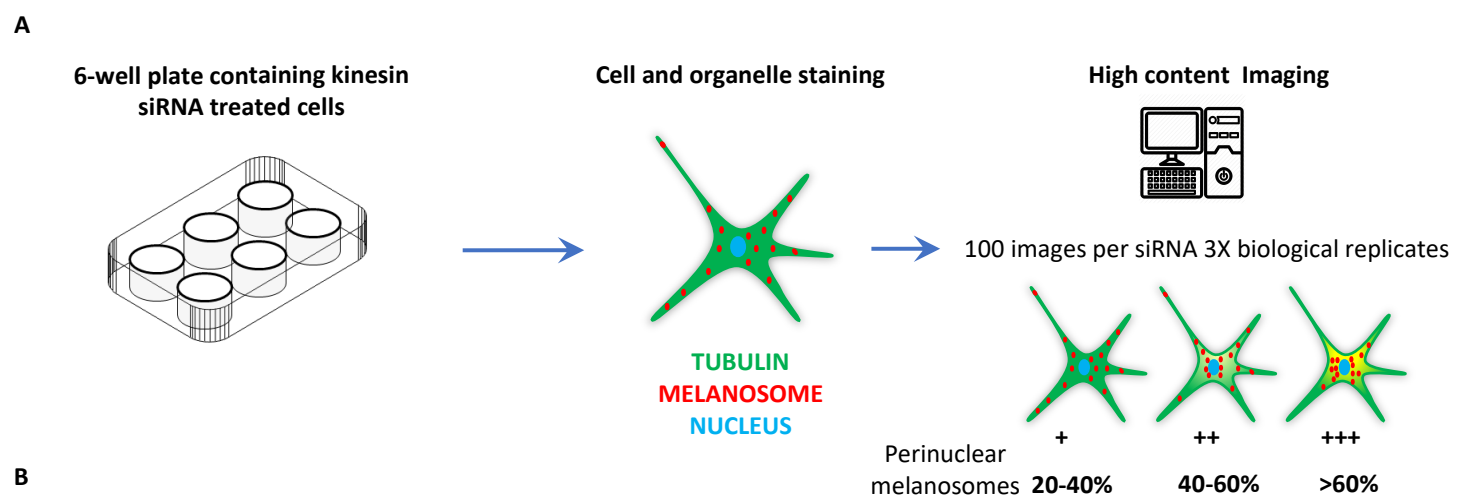 A
6-well plate containing kinesin
siRNA treated cells
Cell and organelle staining
High content Imaging
100 images per siRNA 3X biological replicates
TUBULIN
MELANOSOME
NUCLEUS
+ ++ +++
Perinuclear
melanosomes 20-40% 40-60% >60%
B